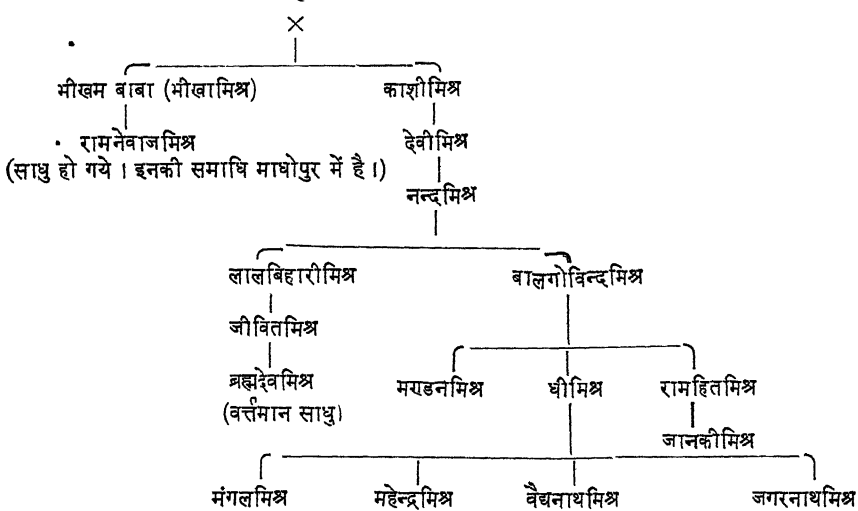 ×
भीखम बाबा (भीखामिश्र) काशीमिश्र
रामनेवाजमिश्र देवीमिश्र
(साधु हो गये । इनकी समाधि माधोपुर में है।)
नन्दमिश्र
लालबिहारीमिश्र बालगोविन्दमिश्र
जीवितमिश्र
ब्रह्मदेवमिश्र मण्डनमिश्र घीमिश्र रामहितमिश्र
(वर्त्तमान साधु)
जानकीमिश्र
मंगलमिश्र महेन्द्रमिश्र वैद्यनाथमिश्र जगरनाथमिश्र